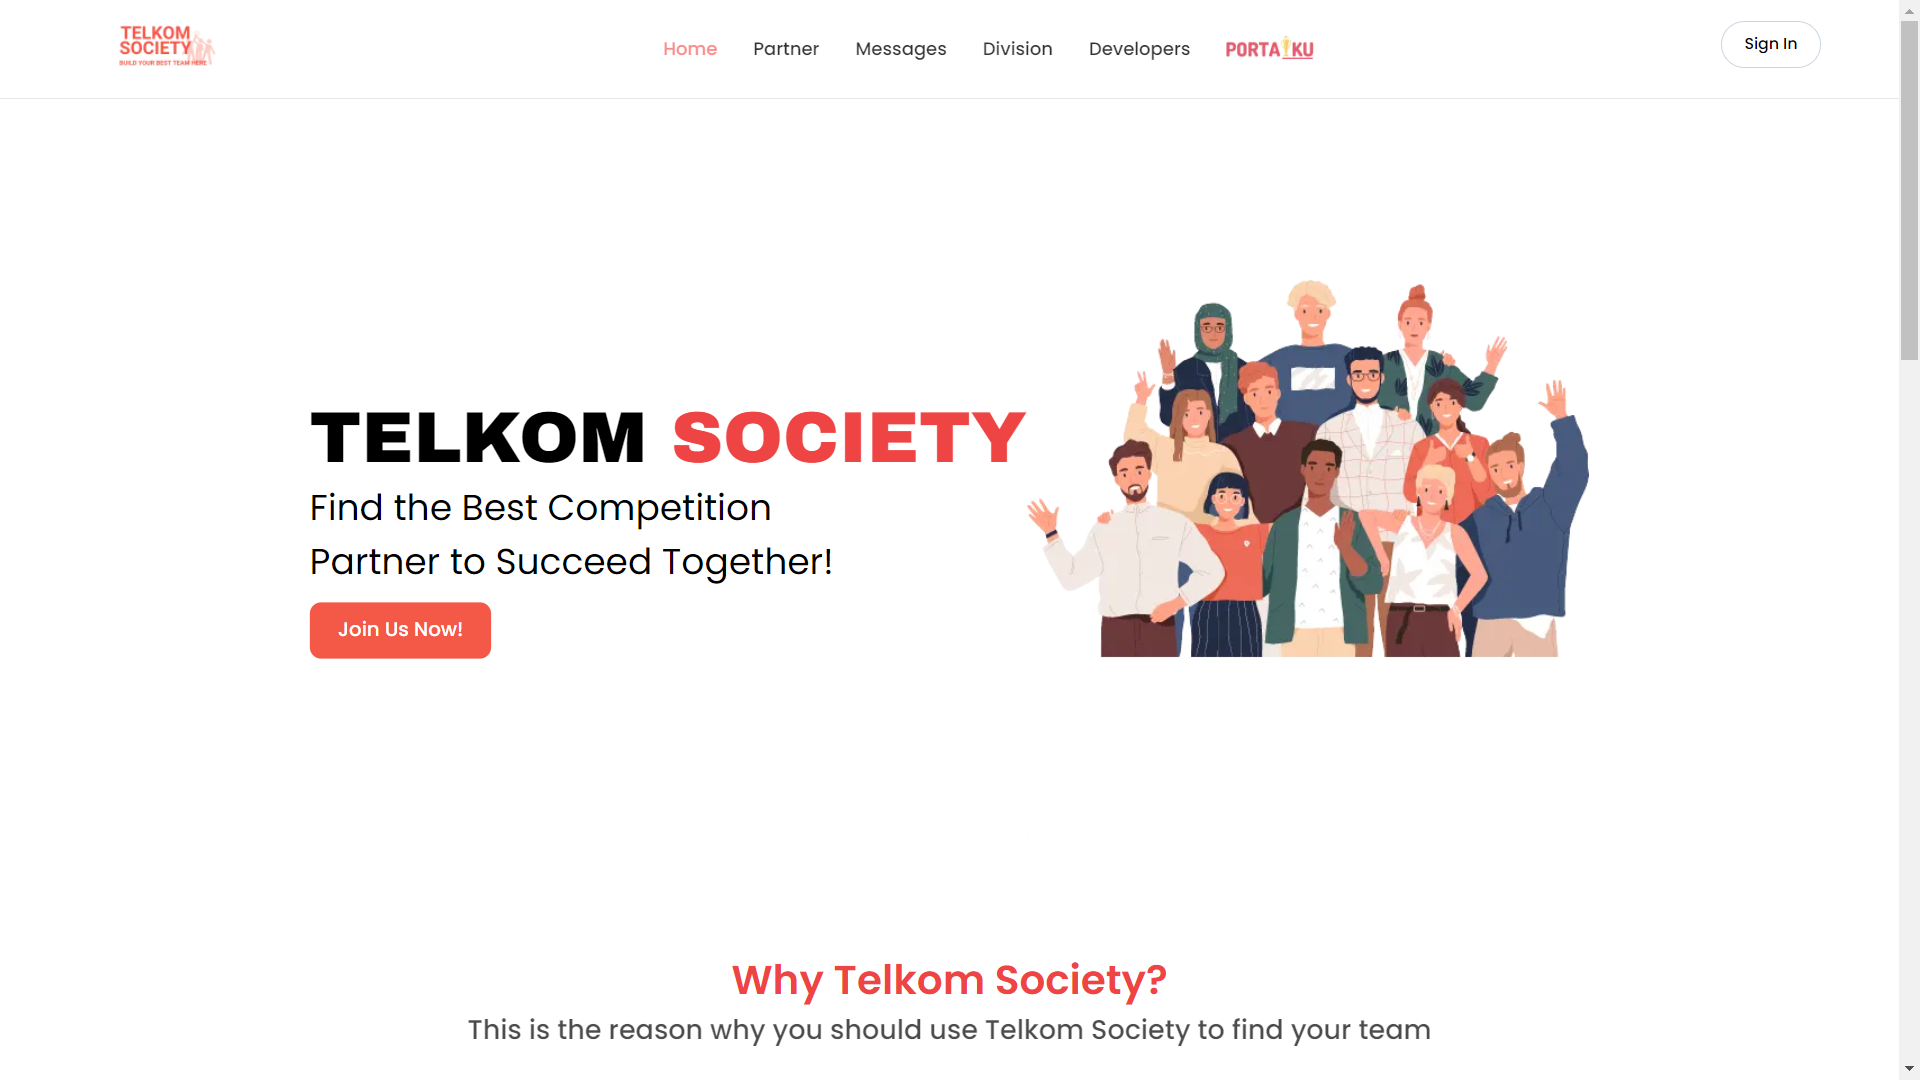 TELKOM
SOCIETY
BUILD YOUR BEST TEAM HERE
Home
Partner
Messages
Division
Developers
PORTALKU
Sign In
TELKOM SOCIETY
Find the Best Competition
Partner to Succeed Together!
Join Us Now!
Why Telkom Society?
This is the reason why you should use Telkom Society to find your team